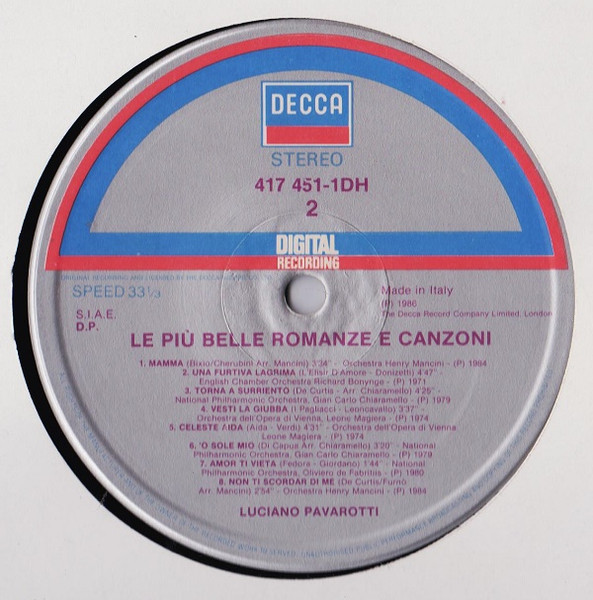 DECCA
STEREO
417 451-1DH
2
DIGITAL
RECORDING
SPEED 33⅓
Made in Italy
(P) 1986
The Decca Record Company Limited, London
S.I.A.E.
D.P.
LE PIÙ BELLE ROMANZE E CANZONI
1. MAMMA (Bixio/Cherubini Arr. Mancini) 3'34" - Orchestra Henry Mancini - (P) 1984
2. UNA FURTIVA LAGRIMA (L'Elisir D'Amore - Donizetti) 4'47" -
English Chamber Orchestra Richard Bonynge - (P) 1971
3. TORNA A SURRIENTO (De Curtis - Arr. Chiaramello) 4'25" -
National Philharmonic Orchestra, Gian Carlo Chiaramello - (P) 1979
4. VESTI LA GIUBBA (I Pagliacci - Leoncavallo) 3'37" -
Orchestra dell'Opera di Vienna, Leone Magiera - (P) 1974
5. CELESTE AIDA (Aida - Verdi) 4'31" - Orchestra dell'Opera di Vienna
Leone Magiera - (P) 1974
6. 'O SOLE MIO (Di Capua Arr. Chiaramello) 3'20" - National
Philharmonic Orchestra, Gian Carlo Chiaramello - (P) 1979
7. AMOR TI VIETA (Fedora - Giordano) 1'44" - National
Philharmonic Orchestra, Oliviero de Fabritiis - (P) 1980
8. NON TI SCORDAR DI ME (De Curtis/Furnò
Arr. Mancini) 2'54" - Orchestra Henry Mancini - (P) 1984
LUCIANO PAVAROTTI